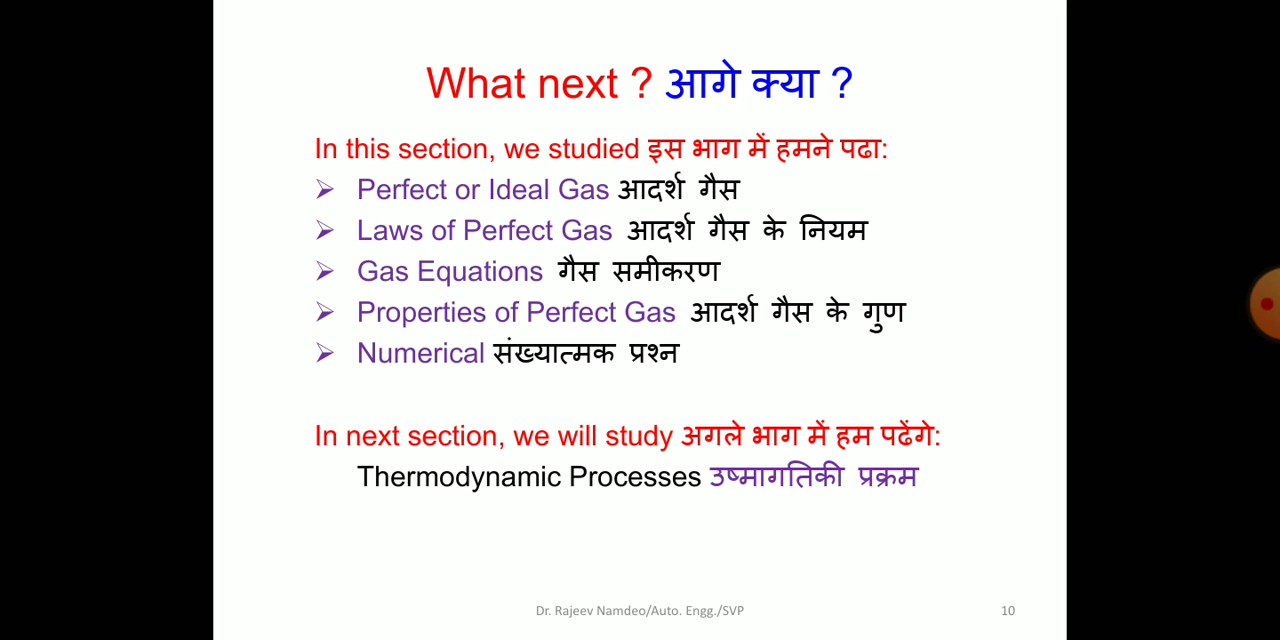 What next ? आगे क्या ?
In this section, we studied इस भाग में हमने पढा:
➢ Perfect or Ideal Gas आदर्श गैस
➢ Laws of Perfect Gas आदर्श गैस के नियम
➢ Gas Equations गैस समीकरण
➢ Properties of Perfect Gas आदर्श गैस के गुण
➢ Numerical संख्यात्मक प्रश्न
In next section, we will study अगले भाग में हम पढेंगे:
Thermodynamic Processes उष्मागतिकी प्रक्रम
Dr. Rajeev Namdeo/Auto. Engg./SVP 10